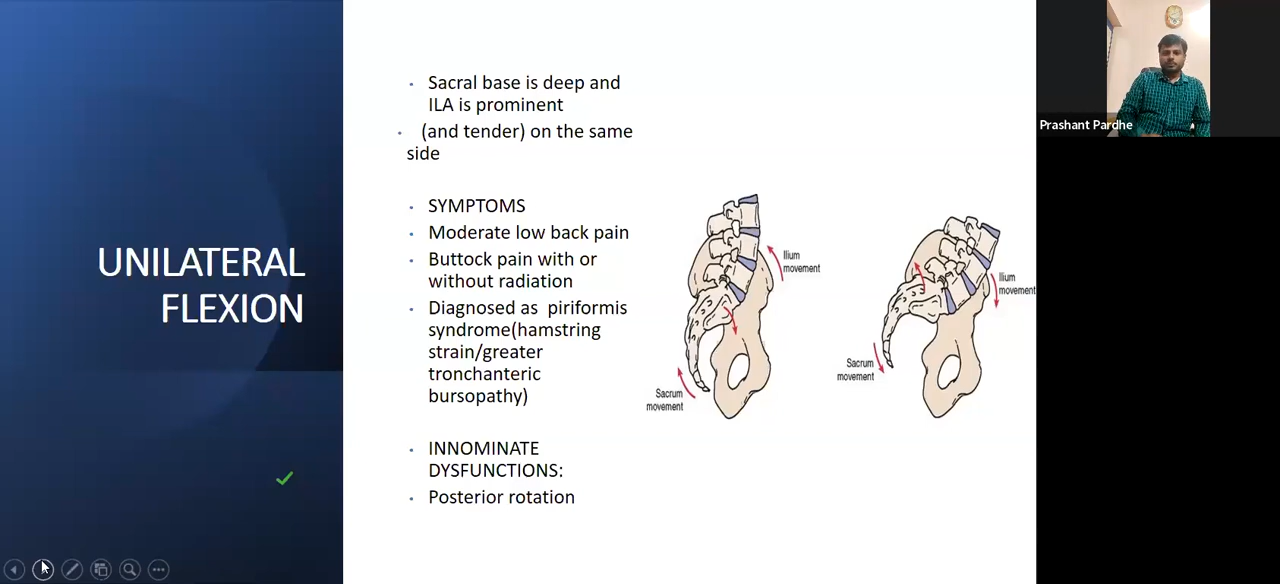 UNILATERAL
FLEXION
Sacral base is deep and
ILA is prominent
(and tender) on the same
side
SYMPTOMS
Moderate low back pain
Buttock pain with or
without radiation
Diagnosed as piriformis
syndrome(hamstring
strain/greater
tronchanteric
bursopathy)
INNOMINATE
DYSFUNCTIONS:
Posterior rotation
Ilium
movement
Sacrum
movement
Ilium
movement
Sacrum
movement
Prashant Pardhe